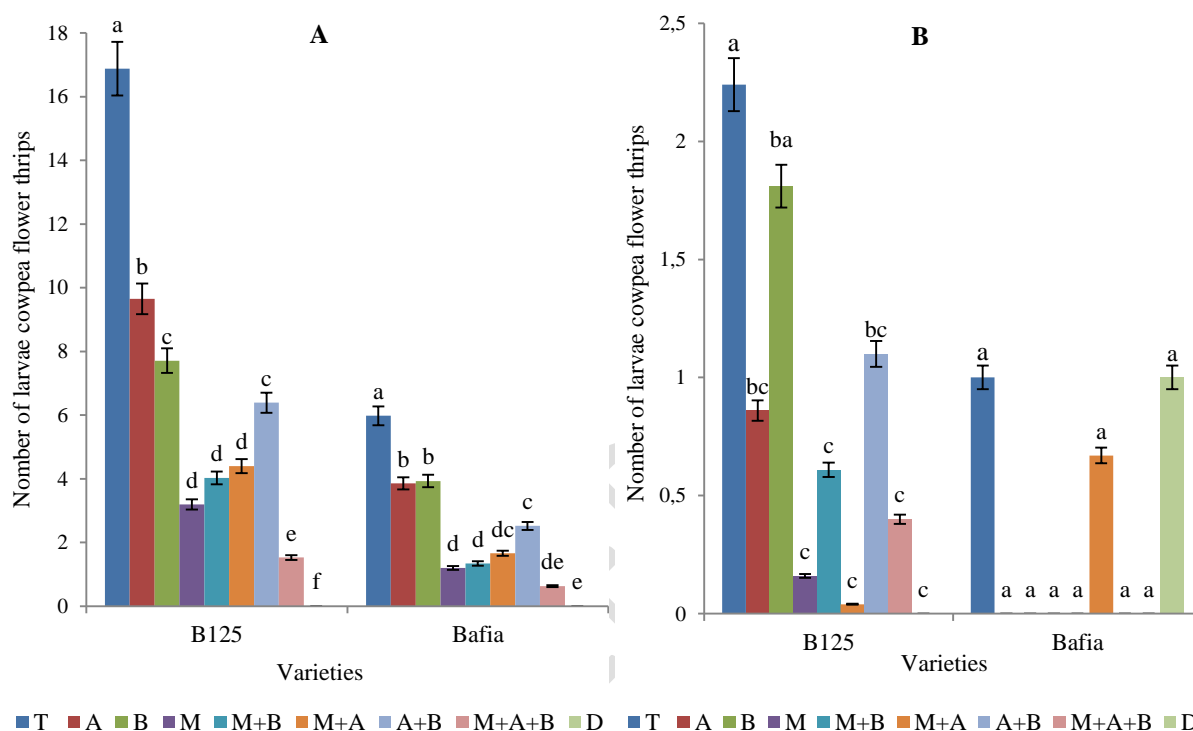 A
Nomber of larvae cowpea flower thrips
18
16
14
12
10
8
6
4
2
0
a
b
c
d
d
d
c
e
f
a
b
b
d
d
dc
c
de
e
B125
Bafia
Varieties
T A B M M+B M+A A+B M+A+B D
B
Nomber of larvae cowpea flower thrips
2,5
2
1,5
1
0,5
0
a
bc
ba
c
c
c
bc
c
c
a
a
a
a
a
a
a
a
a
B125
Bafia
Varieties
T A B M M+B M+A A+B M+A+B D